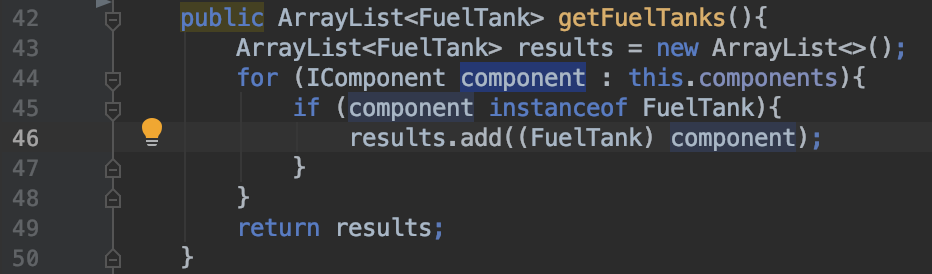 42 public ArrayList<FuelTank> getFuelTanks(){
43 ArrayList<FuelTank> results = new ArrayList<>();
44 for (IComponent component : this.components){
45 if (component instanceof FuelTank){
46 results.add((FuelTank) component);
47 }
48 }
49 return results;
50 }